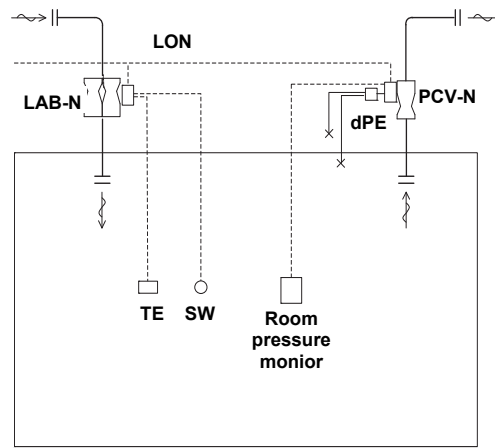 LON
LAB-N
PCV-N
dPE
TE
SW
Room
pressure
monior